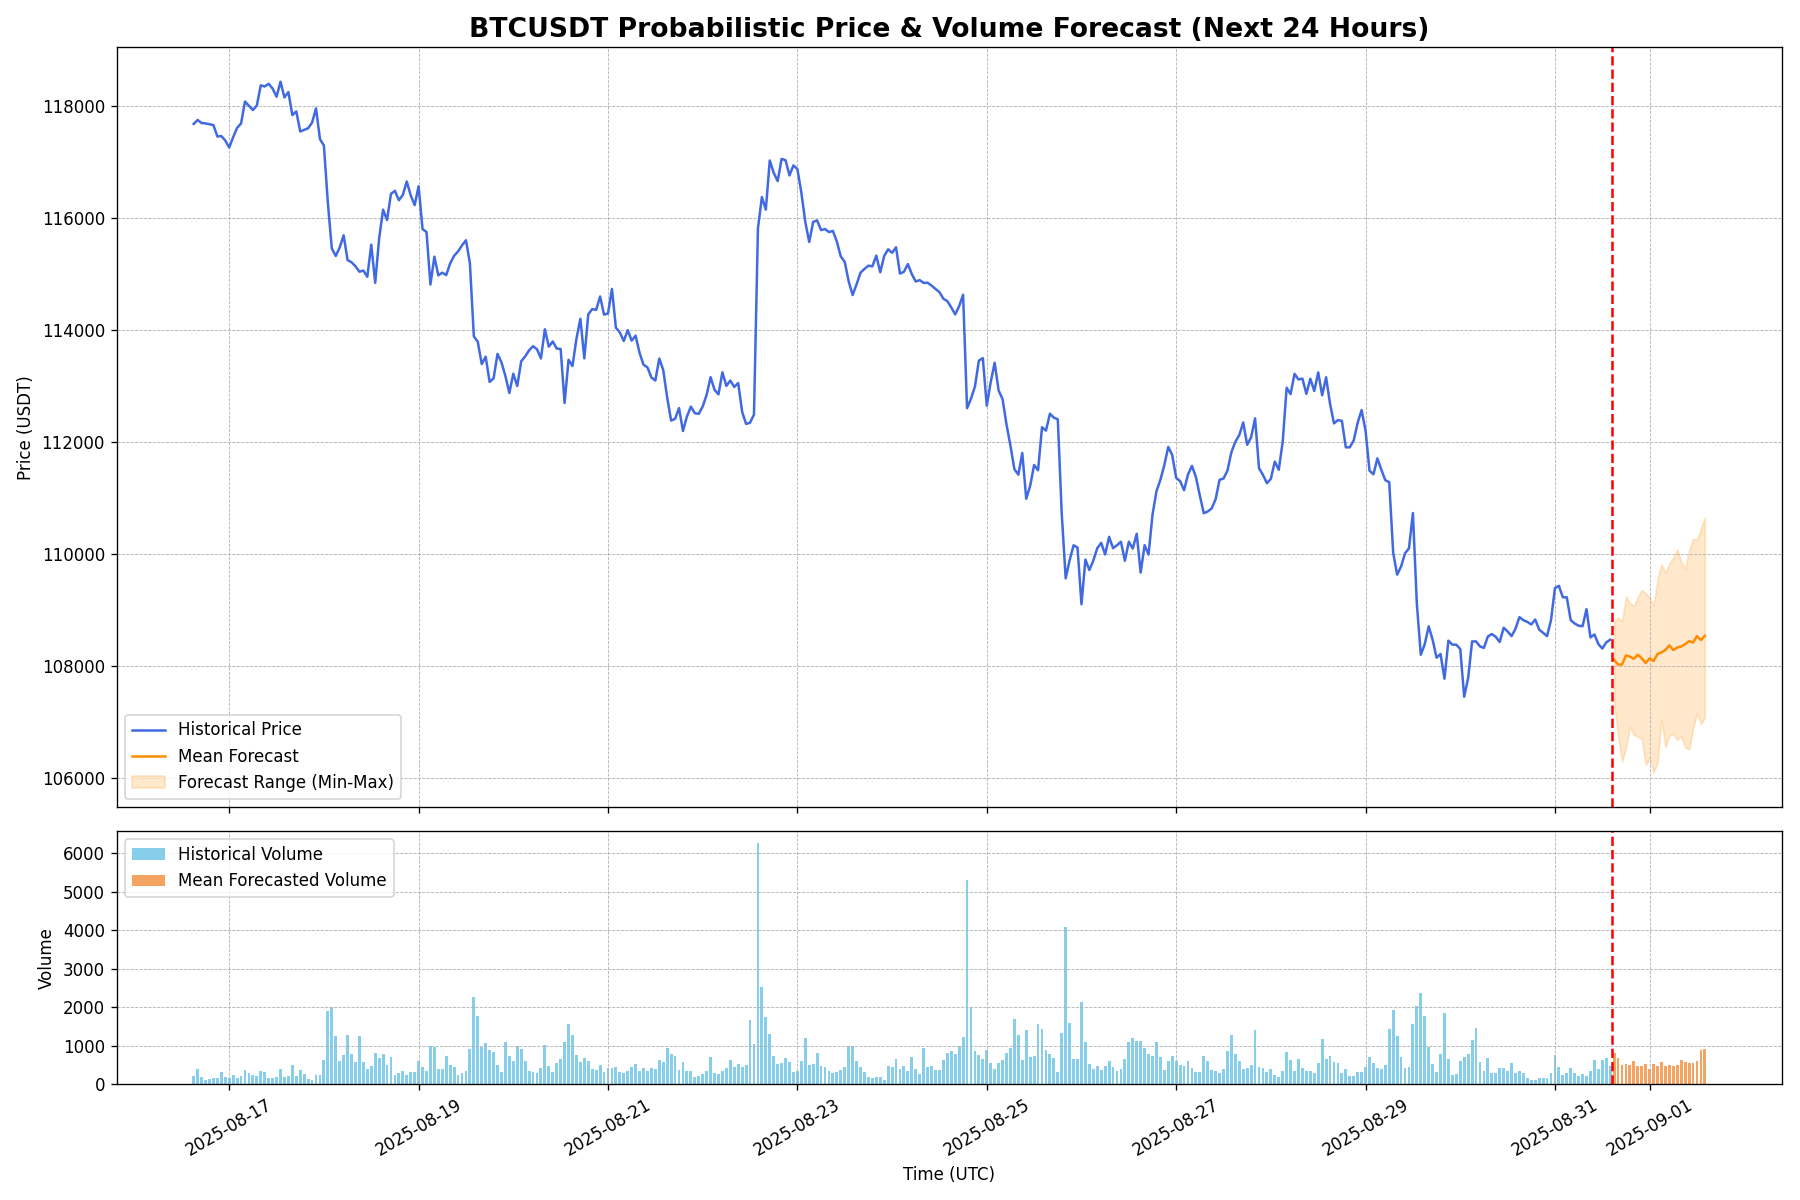 BTCUSDT Probabilistic Price & Volume Forecast (Next 24 Hours)
118000
116000
114000
112000
110000
108000
106000
Price (USDT)
Historical Price
Mean Forecast
Forecast Range (Min-Max)
6000
5000
4000
3000
2000
1000
0
Volume
Historical Volume
Mean Forecasted Volume
2025-08-17
2025-08-19
2025-08-21
2025-08-23
2025-08-25
2025-08-27
2025-08-29
2025-08-31
2025-09-01
Time (UTC)